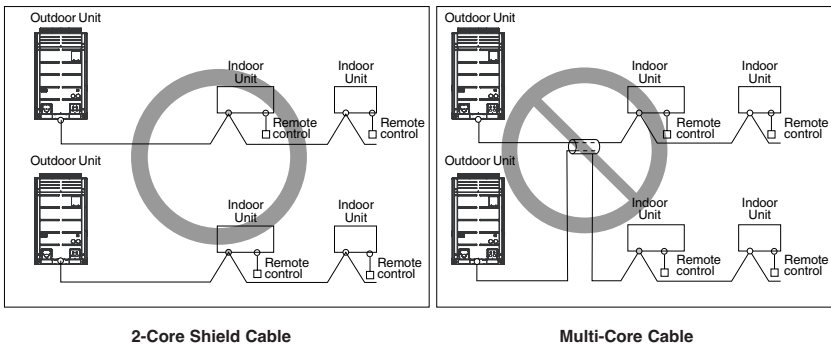 Outdoor Unit
Indoor
Unit
Indoor
Unit
Remote
control
Remote
control
Outdoor Unit
Indoor
Unit
Indoor
Unit
Remote
control
Remote
control
2-Core Shield Cable
Outdoor Unit
Indoor
Unit
Indoor
Unit
Remote
control
Remote
control
Outdoor Unit
Indoor
Unit
Indoor
Unit
Remote
control
Remote
control
Multi-Core Cable